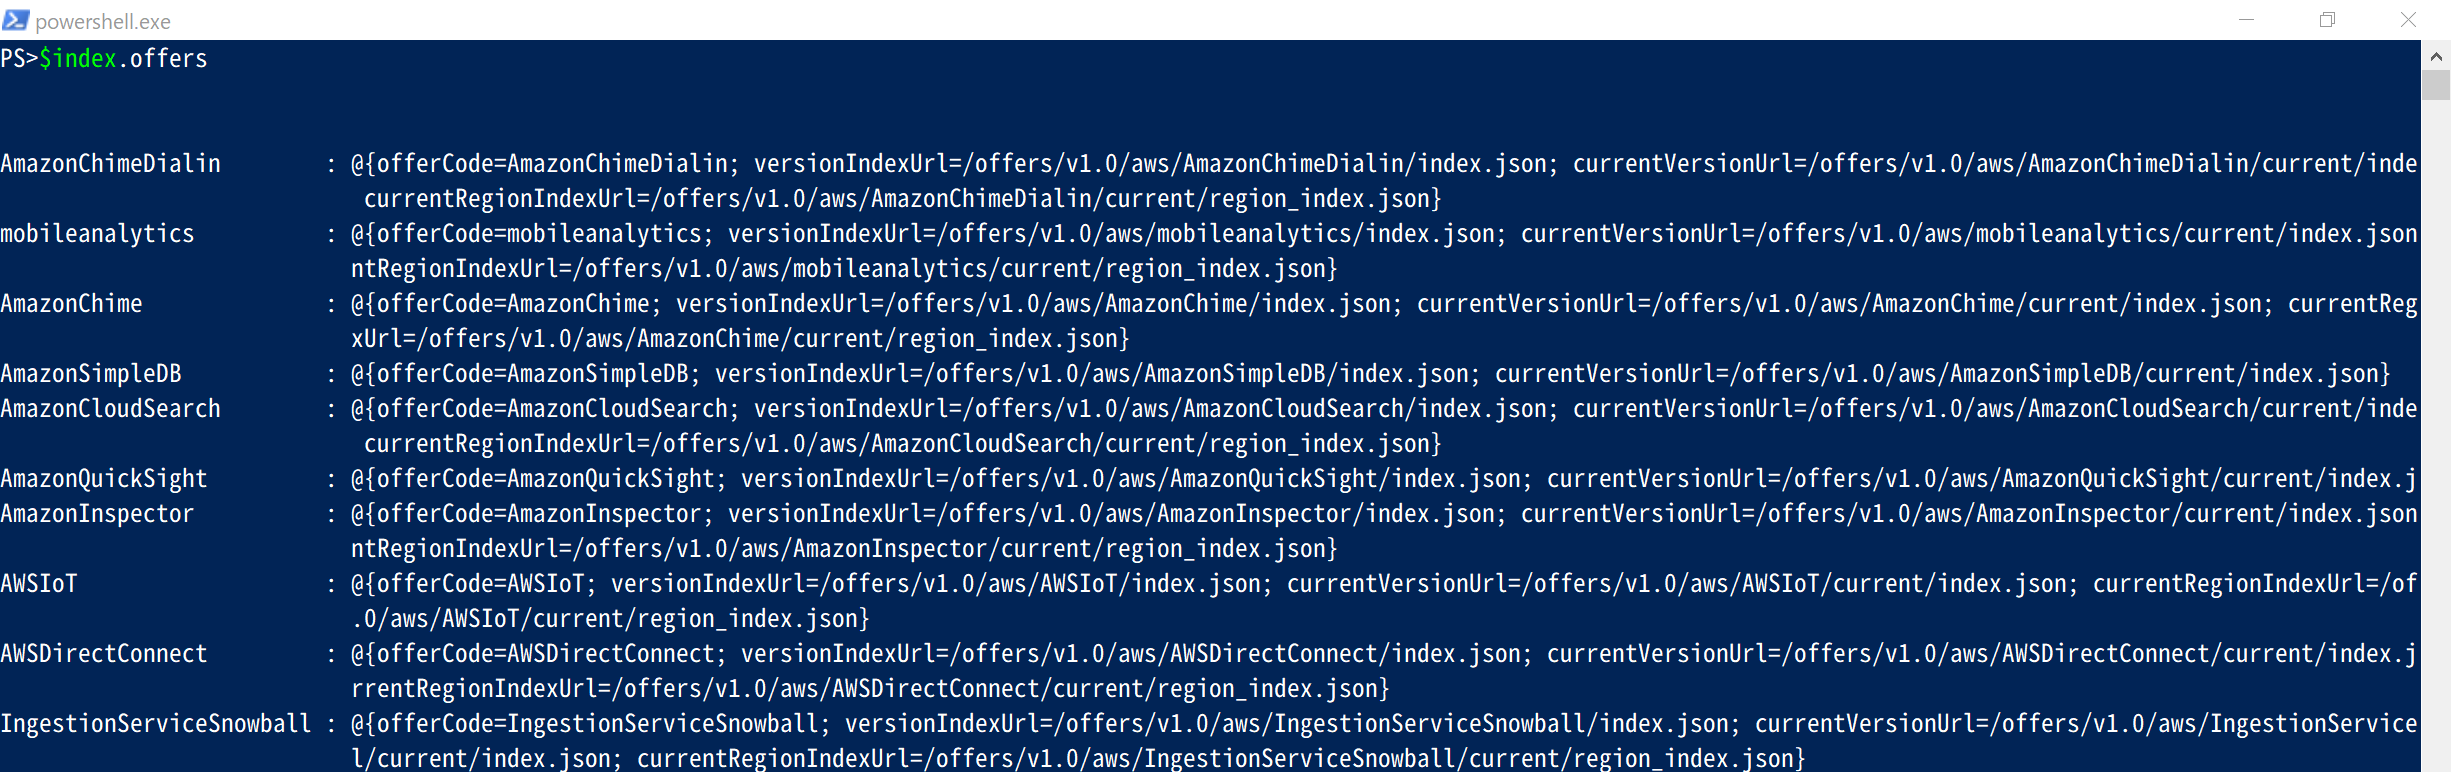 powershell.exe
PS>$index.offers
AmazonChimeDialin : @{offerCode=AmazonChimeDialin; versionIndexUrl=/offers/v1.0/aws/AmazonChimeDialin/index.json; currentVersionUrl=/offers/v1.0/aws/AmazonChimeDialin/current/inde
currentRegionIndexUrl=/offers/v1.0/aws/AmazonChimeDialin/current/region_index.json}
mobileanalytics : @{offerCode=mobileanalytics; versionIndexUrl=/offers/v1.0/aws/mobileanalytics/index.json; currentVersionUrl=/offers/v1.0/aws/mobileanalytics/current/index.json
ntRegionIndexUrl=/offers/v1.0/aws/mobileanalytics/current/region_index.json}
AmazonChime : @{offerCode=AmazonChime; versionIndexUrl=/offers/v1.0/aws/AmazonChime/index.json; currentVersionUrl=/offers/v1.0/aws/AmazonChime/current/index.json; currentReg
xUrl=/offers/v1.0/aws/AmazonChime/current/region_index.json}
AmazonSimpleDB : @{offerCode=AmazonSimpleDB; versionIndexUrl=/offers/v1.0/aws/AmazonSimpleDB/index.json; currentVersionUrl=/offers/v1.0/aws/AmazonSimpleDB/current/index.json}
AmazonCloudSearch : @{offerCode=AmazonCloudSearch; versionIndexUrl=/offers/v1.0/aws/AmazonCloudSearch/index.json; currentVersionUrl=/offers/v1.0/aws/AmazonCloudSearch/current/inde
currentRegionIndexUrl=/offers/v1.0/aws/AmazonCloudSearch/current/region_index.json}
AmazonQuickSight : @{offerCode=AmazonQuickSight; versionIndexUrl=/offers/v1.0/aws/AmazonQuickSight/index.json; currentVersionUrl=/offers/v1.0/aws/AmazonQuickSight/current/index.j
AmazonInspector : @{offerCode=AmazonInspector; versionIndexUrl=/offers/v1.0/aws/AmazonInspector/index.json; currentVersionUrl=/offers/v1.0/aws/AmazonInspector/current/index.json
ntRegionIndexUrl=/offers/v1.0/aws/AmazonInspector/current/region_index.json}
AWSIoT : @{offerCode=AWSIoT; versionIndexUrl=/offers/v1.0/aws/AWSIoT/index.json; currentVersionUrl=/offers/v1.0/aws/AWSIoT/current/index.json; currentRegionIndexUrl=/of
.0/aws/AWSIoT/current/region_index.json}
AWSDirectConnect : @{offerCode=AWSDirectConnect; versionIndexUrl=/offers/v1.0/aws/AWSDirectConnect/index.json; currentVersionUrl=/offers/v1.0/aws/AWSDirectConnect/current/index.j
rrentRegionIndexUrl=/offers/v1.0/aws/AWSDirectConnect/current/region_index.json}
IngestionServiceSnowball : @{offerCode=IngestionServiceSnowball; versionIndexUrl=/offers/v1.0/aws/IngestionServiceSnowball/index.json; currentVersionUrl=/offers/v1.0/aws/IngestionService
l/current/index.json; currentRegionIndexUrl=/offers/v1.0/aws/IngestionServiceSnowball/current/region_index.json}